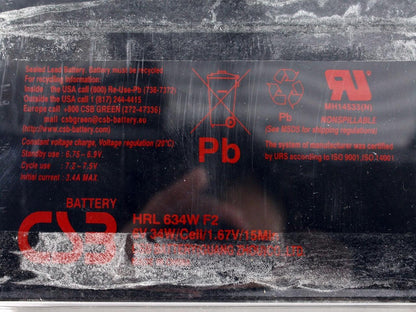 Sealed Lead Battery. Battery must be recycled
For more information
Inside the USA call (800) Re-Use-Pb (738-7372)
Outside the USA call 1 (817) 244-4415
Europe call +800 CSB GREEN (272-47336)
mail csbgreen@csb-battery.eu
(http://www.csb-battery.com)
Constant voltage charge. Voltage regulation (20°C)
Standby use : 6.75 - 6.9V.
Cycle use : 7.2 - 7.5V.
Initial current : 3.4A MAX.
Pb
Pb
MH14533(N)
NONSPILLABLE
(See MSDS for shipping regulations)
The system of manufacture was certified
by URS according to ISO 9001,ISO 14001
BATTERY
CSB
HRL 634W F2
6V 34W/Cell/1.67V/15MIN